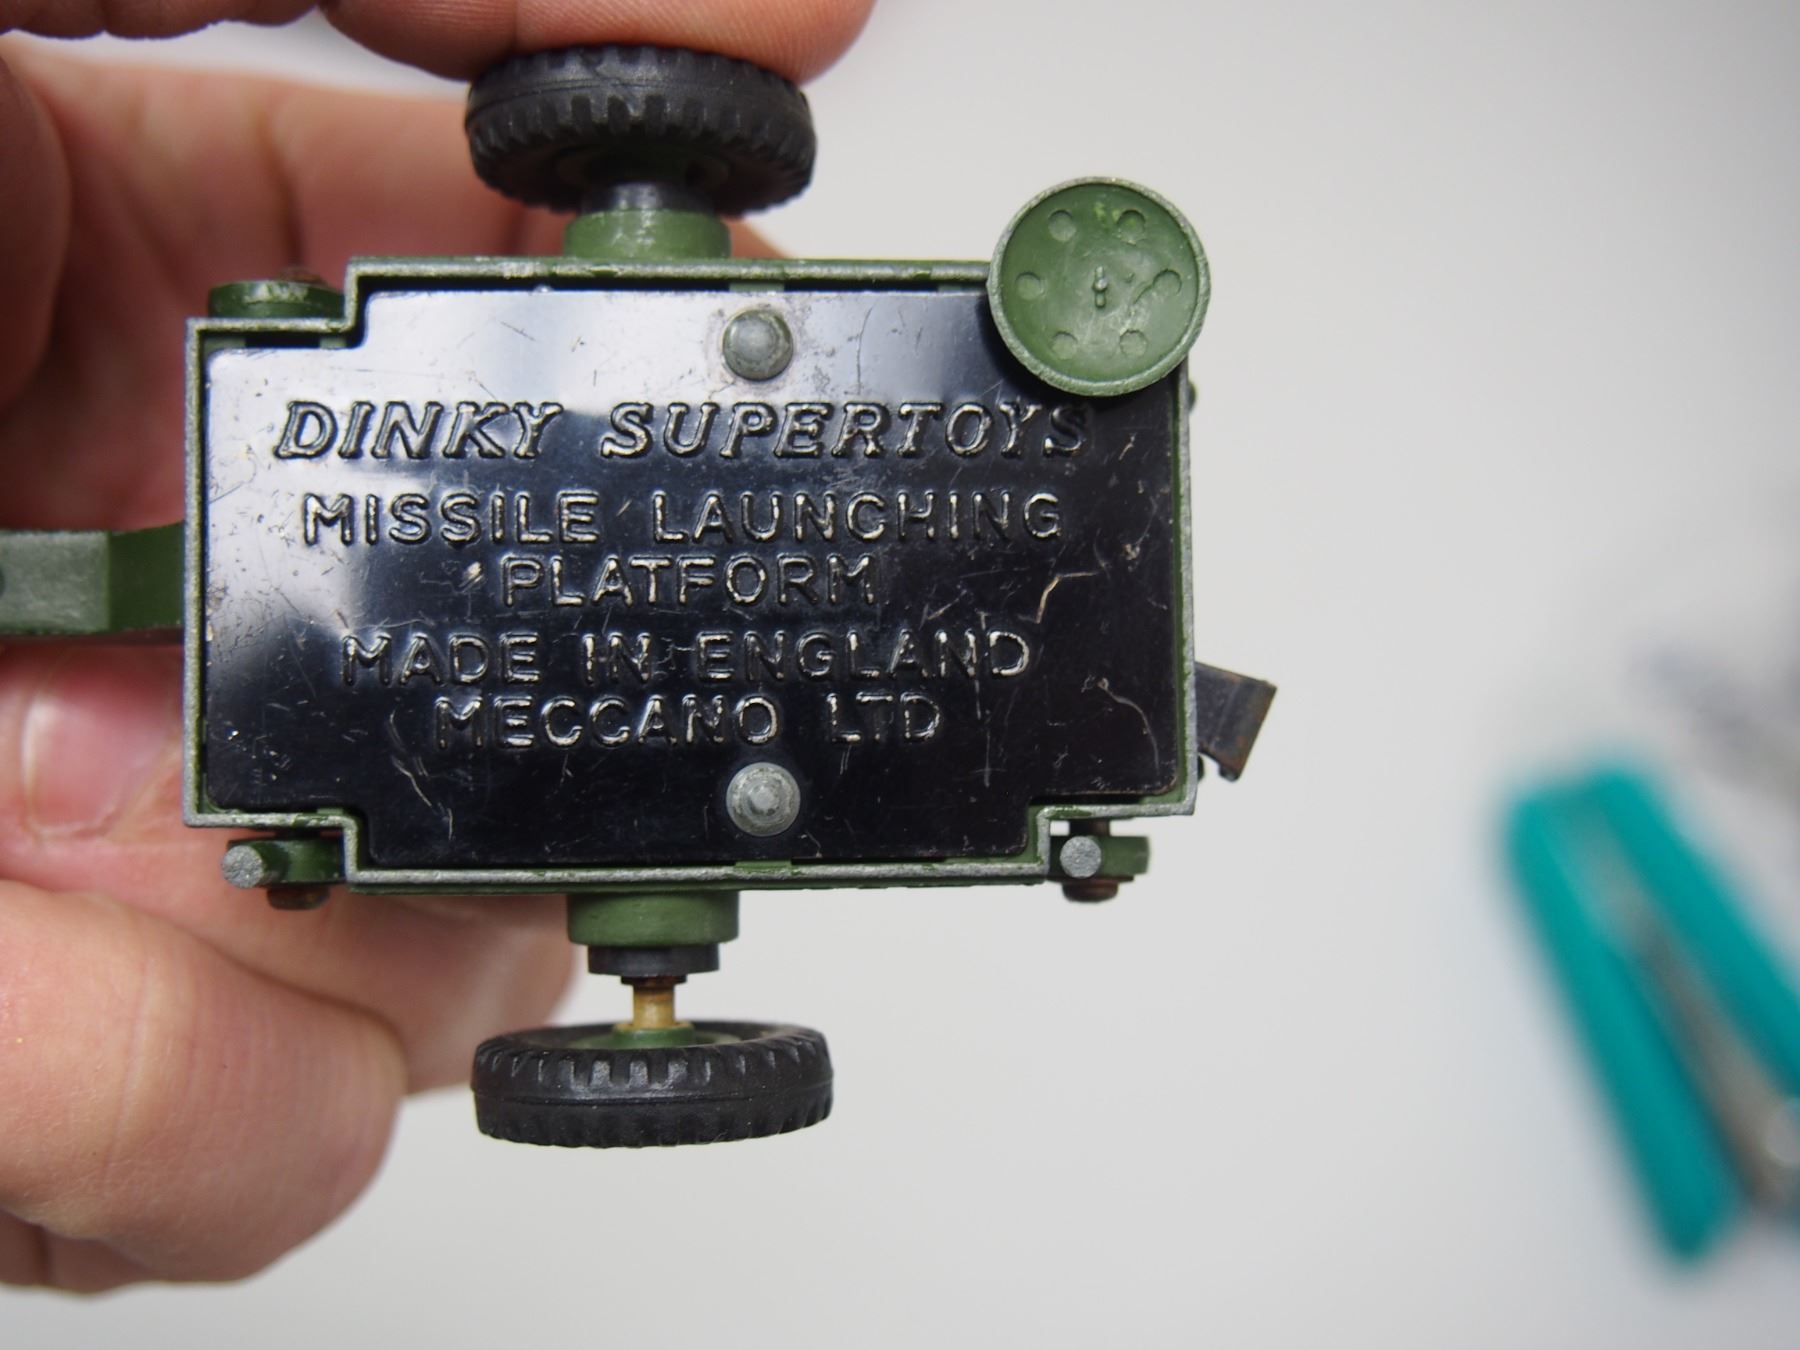 DINKY SUPERTOYS
MISSILE LAUNCHING
PLATFORM
MADE IN ENGLAND
MECCANO LTD